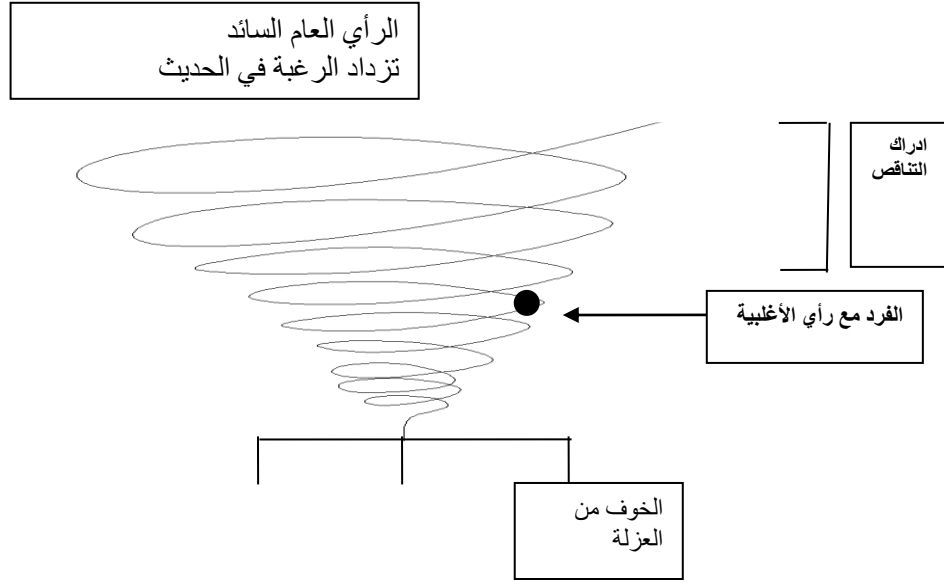 الرأي العام السائد
تزداد الرغبة في الحديث
ادراك
التناقص
الفرد مع رأي الأغلبية
الخوف من
العزلة